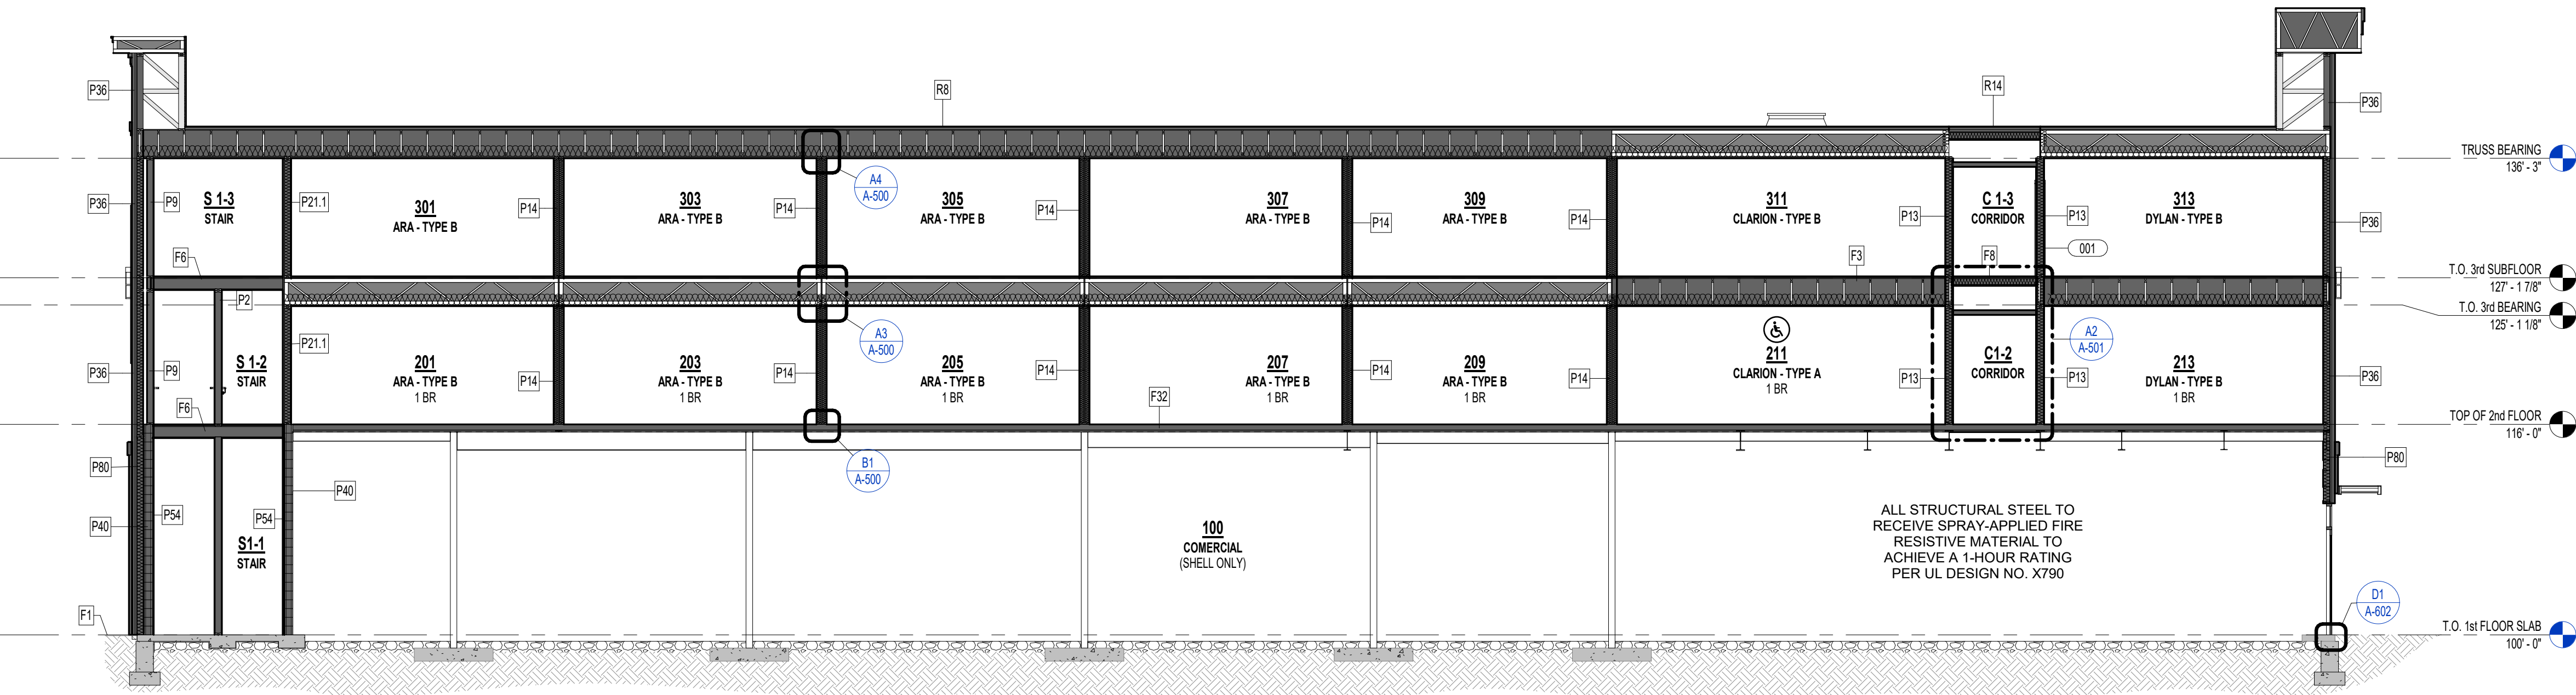 P36
R8
R14
P36
TRUSS BEARING
136' - 3"
A4
A-500
P36
P9
S 1-3
STAIR
P21.1
301
ARA - TYPE B
P14
303
ARA - TYPE B
P14
305
ARA - TYPE B
P14
307
ARA - TYPE B
P14
309
ARA - TYPE B
P14
311
CLARION - TYPE B
P13
C 1-3
CORRIDOR
P13
313
DYLAN - TYPE B
P36
001
F6
F3
F8
T.O. 3rd SUBFLOOR
127' - 1 7/8"
T.O. 3rd BEARING
125' - 1 1/8"
P2
A3
A-500
A2
A-501
P36
P9
S 1-2
STAIR
P21.1
201
ARA - TYPE B
1 BR
P14
203
ARA - TYPE B
1 BR
P14
205
ARA - TYPE B
1 BR
P14
207
ARA - TYPE B
1 BR
P14
209
ARA - TYPE B
1 BR
P14
211
CLARION - TYPE A
1 BR
P13
C1-2
CORRIDOR
P13
213
DYLAN - TYPE B
1 BR
P36
F6
F32
TOP OF 2nd FLOOR
116' - 0"
P80
B1
A-500
P80
P40
P40
P54
P54
S1-1
STAIR
100
COMERCIAL
(SHELL ONLY)
ALL STRUCTURAL STEEL TO
RECEIVE SPRAY-APPLIED FIRE
RESISTIVE MATERIAL TO
ACHIEVE A 1-HOUR RATING
PER UL DESIGN NO. X790
F1
D1
A-602
T.O. 1st FLOOR SLAB
100' - 0"